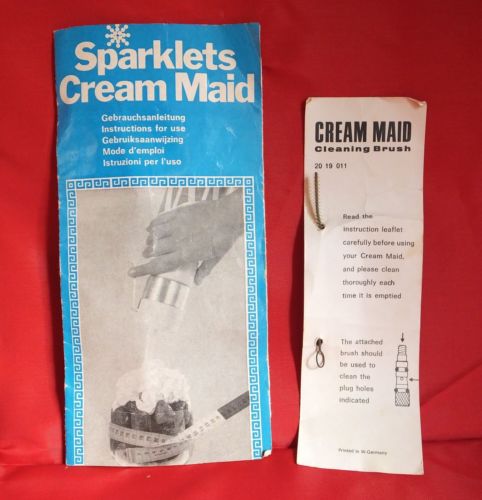 Sparklets
Cream Maid
Gebrauchsanleitung
Instructions for use
Gebruiksaanwijzing
Mode d'emploi
Istruzioni per l'uso
CREAM MAID
Cleaning Brush
20 19 011
Read the
instruction leaflet
carefully before using
your Cream Maid,
and please clean
thoroughly each
time it is emptied
The attached
brush should
be used to
clean the
plug holes
indicated
Printed in W.-Germany